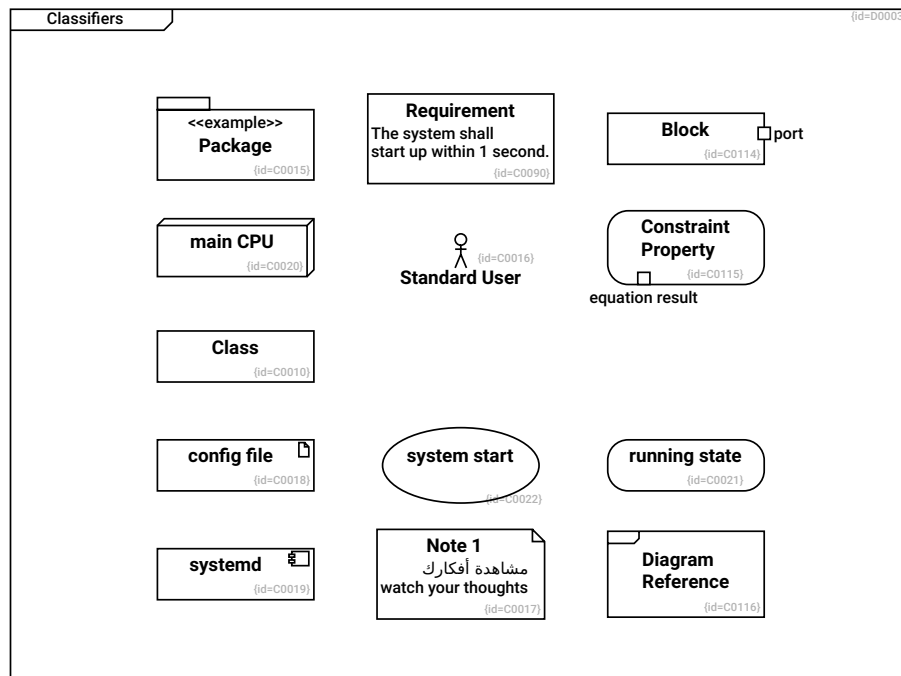 Classifiers
{id=D0003
<<example>>
Package
{id=C0015}
Requirement
The system shall
start up within 1 second.
{id=C0090}
Block
port
{id=C0114}
main CPU
{id=C0020}
{id=C0016}
Standard User
Constraint
Property
{id=C0115}
equation result
Class
{id=C0010}
config file
{id=C0018}
system start
{id=C0022}
running state
{id=C0021}
systemd
{id=C0019}
Note 1
مشاهدة أفكارك
watch your thoughts
{id=C0017}
Diagram
Reference
{id=C0116}